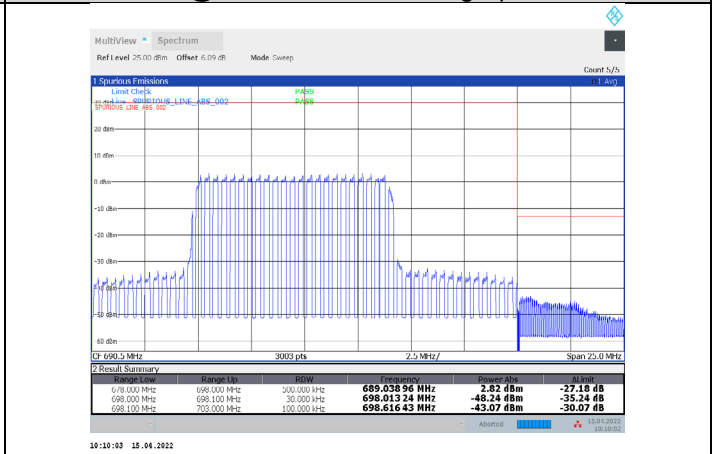 MultiView Spectrum
Ref Level 25.00 dBm Offset 6.09 dB Mode Sweep
Count 5/5
1 Spurious Emissions 1 Avg
Limit Check PASS
Line _SPURIOUS_LINE_ABS_002 PASS
SPURIOUS_LINE_ABS_002
20 dBm
10 dBm
0 dBm
-10 dBm
-20 dBm
-30 dBm
-40 dBm
-50 dBm
-60 dBm
CF 690.5 MHz 3003 pts 2.5 MHz/ Span 25.0 MHz
2 Result Summary
Range Low Range Up RBW Frequency Power Abs ΔLimit
678.000 MHz 698.000 MHz 500.000 kHz 689.038 96 MHz 2.82 dBm -27.18 dB
698.000 MHz 698.100 MHz 30.000 kHz 698.013 24 MHz -48.24 dBm -35.24 dB
698.100 MHz 703.000 MHz 100.000 kHz 698.616 43 MHz -43.07 dBm -30.07 dB
Aborted 15.04.2022
10:10:02
10:10:03 15.04.2022